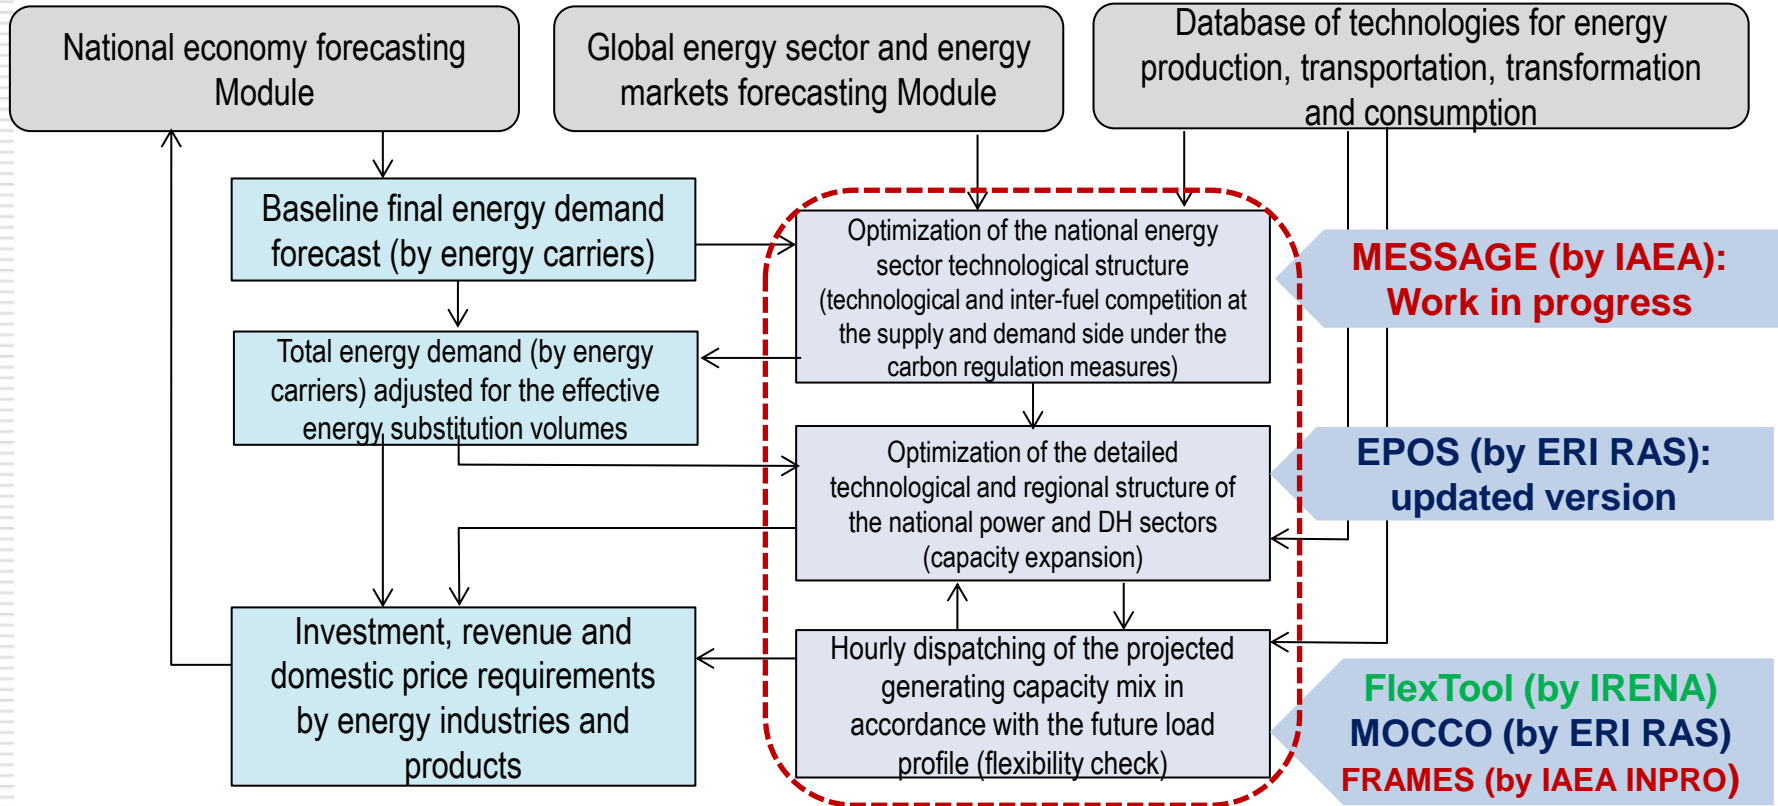 National economy forecasting
Module
Global energy sector and energy
markets forecasting Module
Database of technologies for energy
production, transportation, transformation
and consumption
Baseline final energy demand
forecast (by energy carriers)
Optimization of the national energy
sector technological structure
(technological and inter-fuel competition at
the supply and demand side under the
carbon regulation measures)
MESSAGE (by IAEA):
Work in progress
Total energy demand (by energy
carriers) adjusted for the effective
energy substitution volumes
Optimization of the detailed
technological and regional structure of
the national power and DH sectors
(capacity expansion)
EPOS (by ERI RAS):
updated version
Investment, revenue and
domestic price requirements
by energy industries and
products
Hourly dispatching of the projected
generating capacity mix in
accordance with the future load
profile (flexibility check)
FlexTool (by IRENA)
MOCCO (by ERI RAS)
FRAMES (by IAEA INPRO)